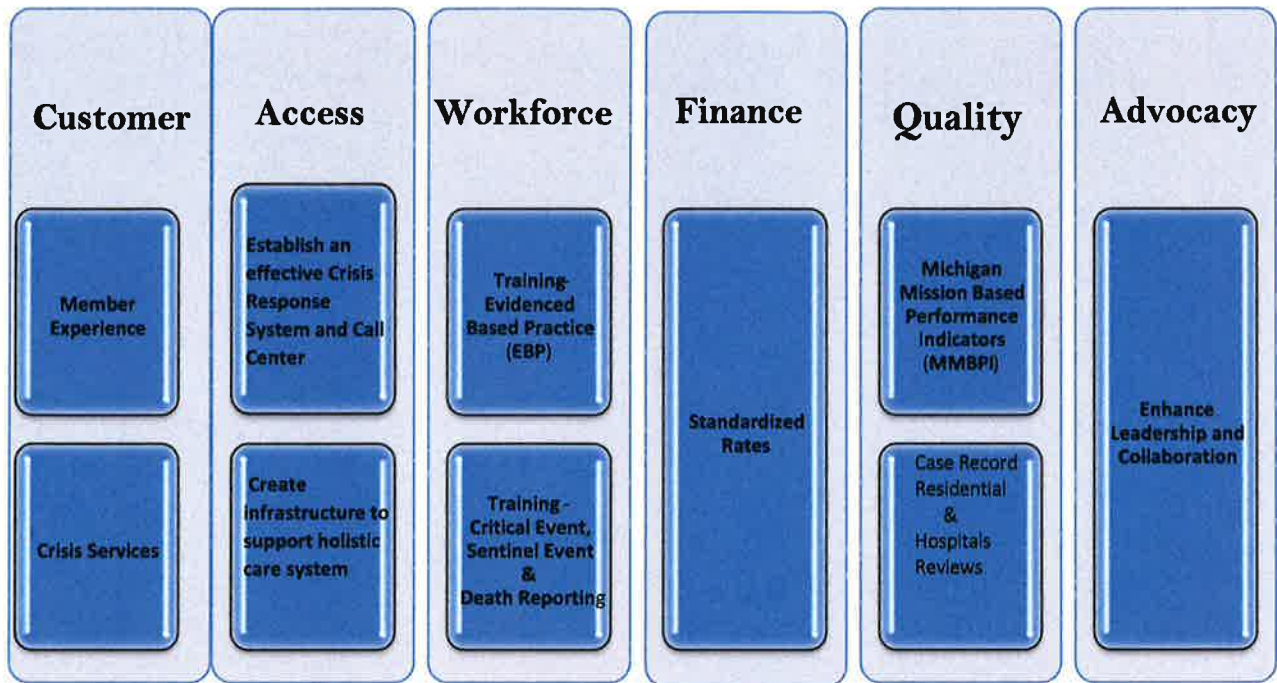 Customer
Member
Experience
Crisis Services
Access
Establish an
effective Crisis
Response
System and Call
Center
Create
infrastructure to
support holistic
care system
Workforce
Training-
Evidenced
Based Practice
(EBP)
Training -
Critical Event,
Sentinel Event
&
Death Reporting
Finance
Standardized
Rates
Quality
Michigan
Mission Based
Performance
Indicators
(MMBPI)
Case Record
Residential
&
Hospitals
Reviews
Advocacy
Enhance
Leadership and
Collaboration